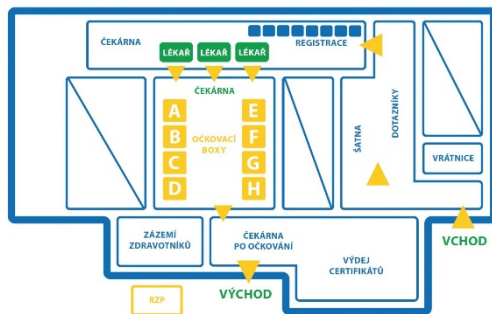 ČEKÁRNA
LÉKAŘ
LÉKAŘ
LÉKAŘ
REGISTRACE
ČEKÁRNA
A
B
C
D
OČKOVACÍ
BOXY
E
F
G
H
ŠATNA
DOTAZNÍKY
VRÁTNICE
ZÁZEMÍ
ZDRAVOTNÍKŮ
ČEKÁRNA
PO OČKOVÁNÍ
VÝDEJ
CERTIFIKÁTŮ
VCHOD
VÝCHOD
RZP